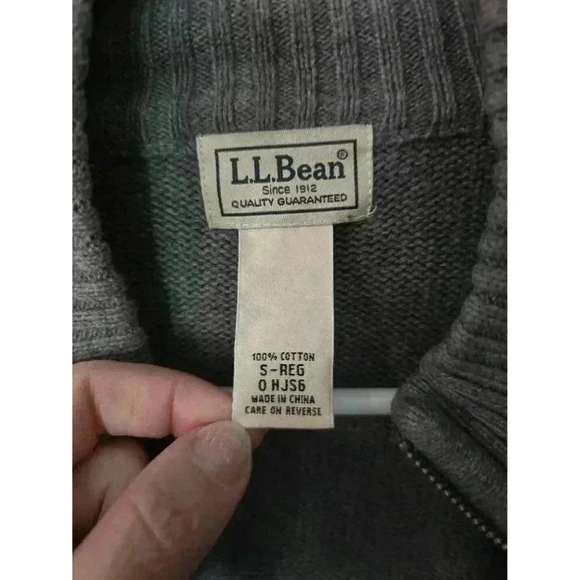 L.L.Bean®
Since 1912
QUALITY GUARANTEED
100% COTTON
S-REG
0 HJS6
MADE IN CHINA
CARE ON REVERSE